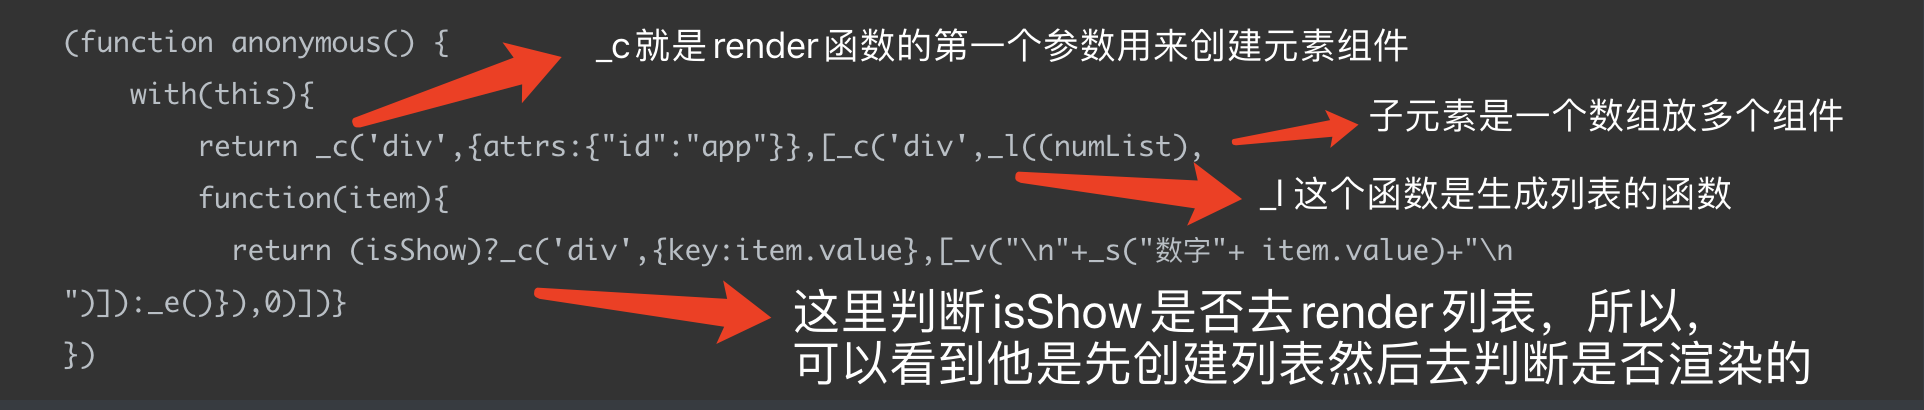 (function anonymous() {
_c就是render函数的第一个参数用来创建元素组件
with(this){
子元素是一个数组放多个组件
return _c('div',{attrs:{"id":"app"}},[_c('div',_l((numList),
_l 这个函数是生成列表的函数
function(item){
return (isShow)?_c('div',{key:item.value},[_v("\n"+_s("数字"+ item.value)+"\n
")]):_e()}),0)])}
这里判断isShow是否去render列表，所以，
可以看到他是先创建列表然后去判断是否渲染的
})